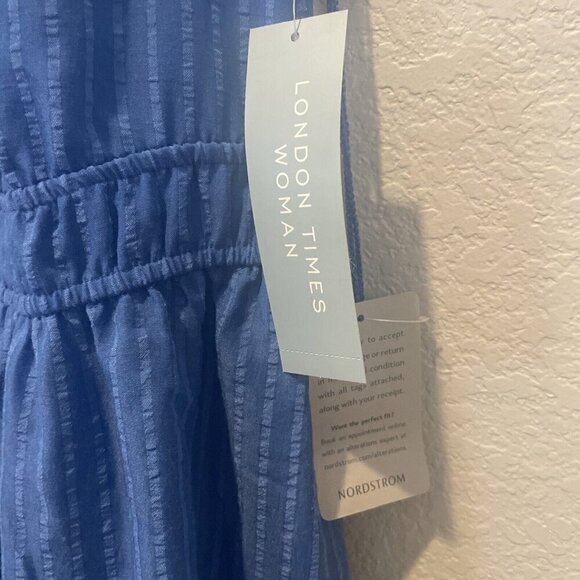 LONDON TIMES
WOMAN
to accept
or return
condition
with all tags attached,
along with your receipt.
Want the perfect fit?
Book an appointment online
with an alterations expert at
nordstrom.com/alterations.
NORDSTROM